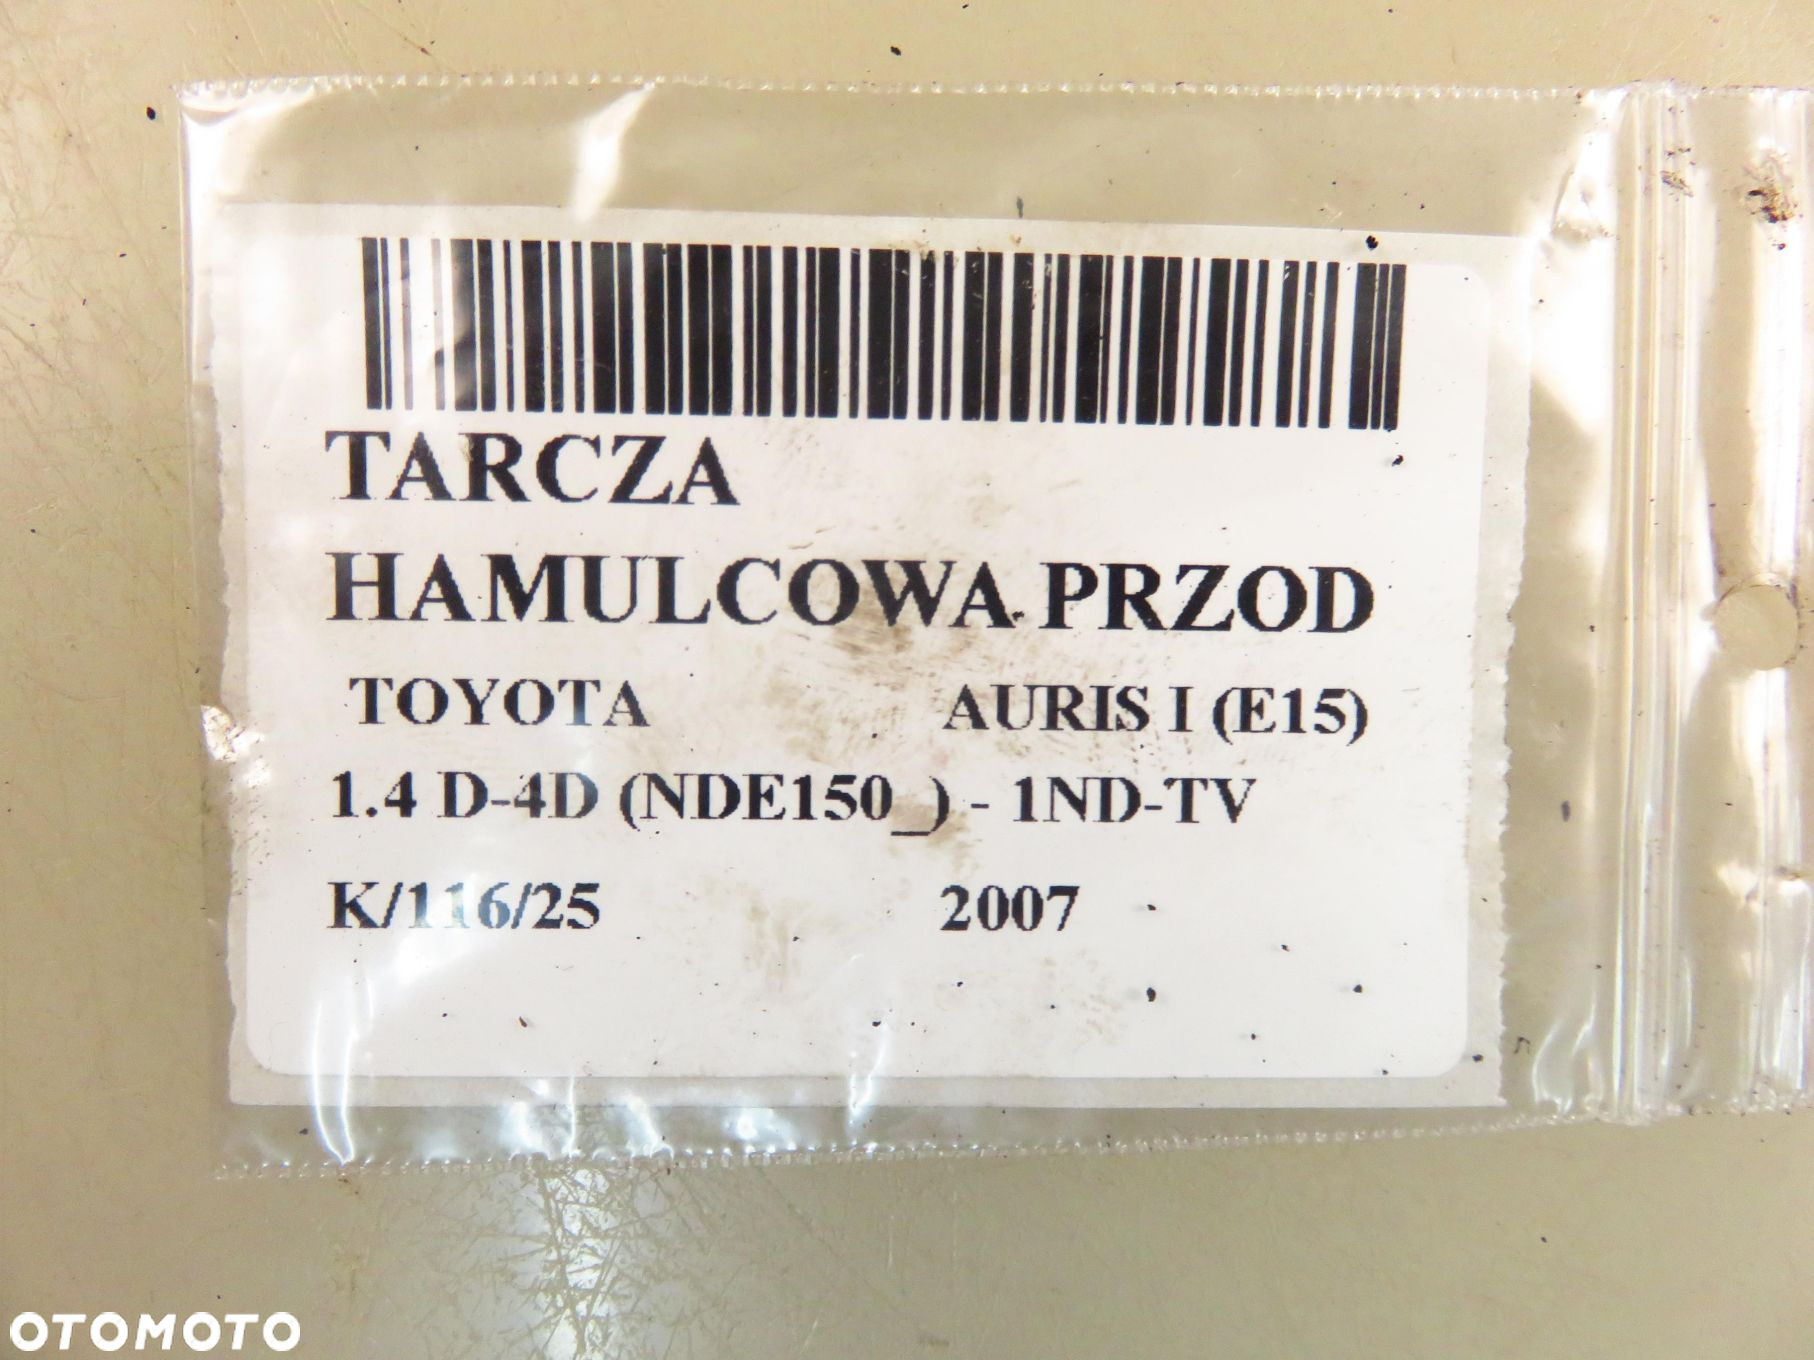 TARCZA
HAMULCOWA PRZOD
TOYOTA AURIS I (E15)
1.4 D-4D (NDE150_) - 1ND-TV
K/116/25 2007
OTOMOTO